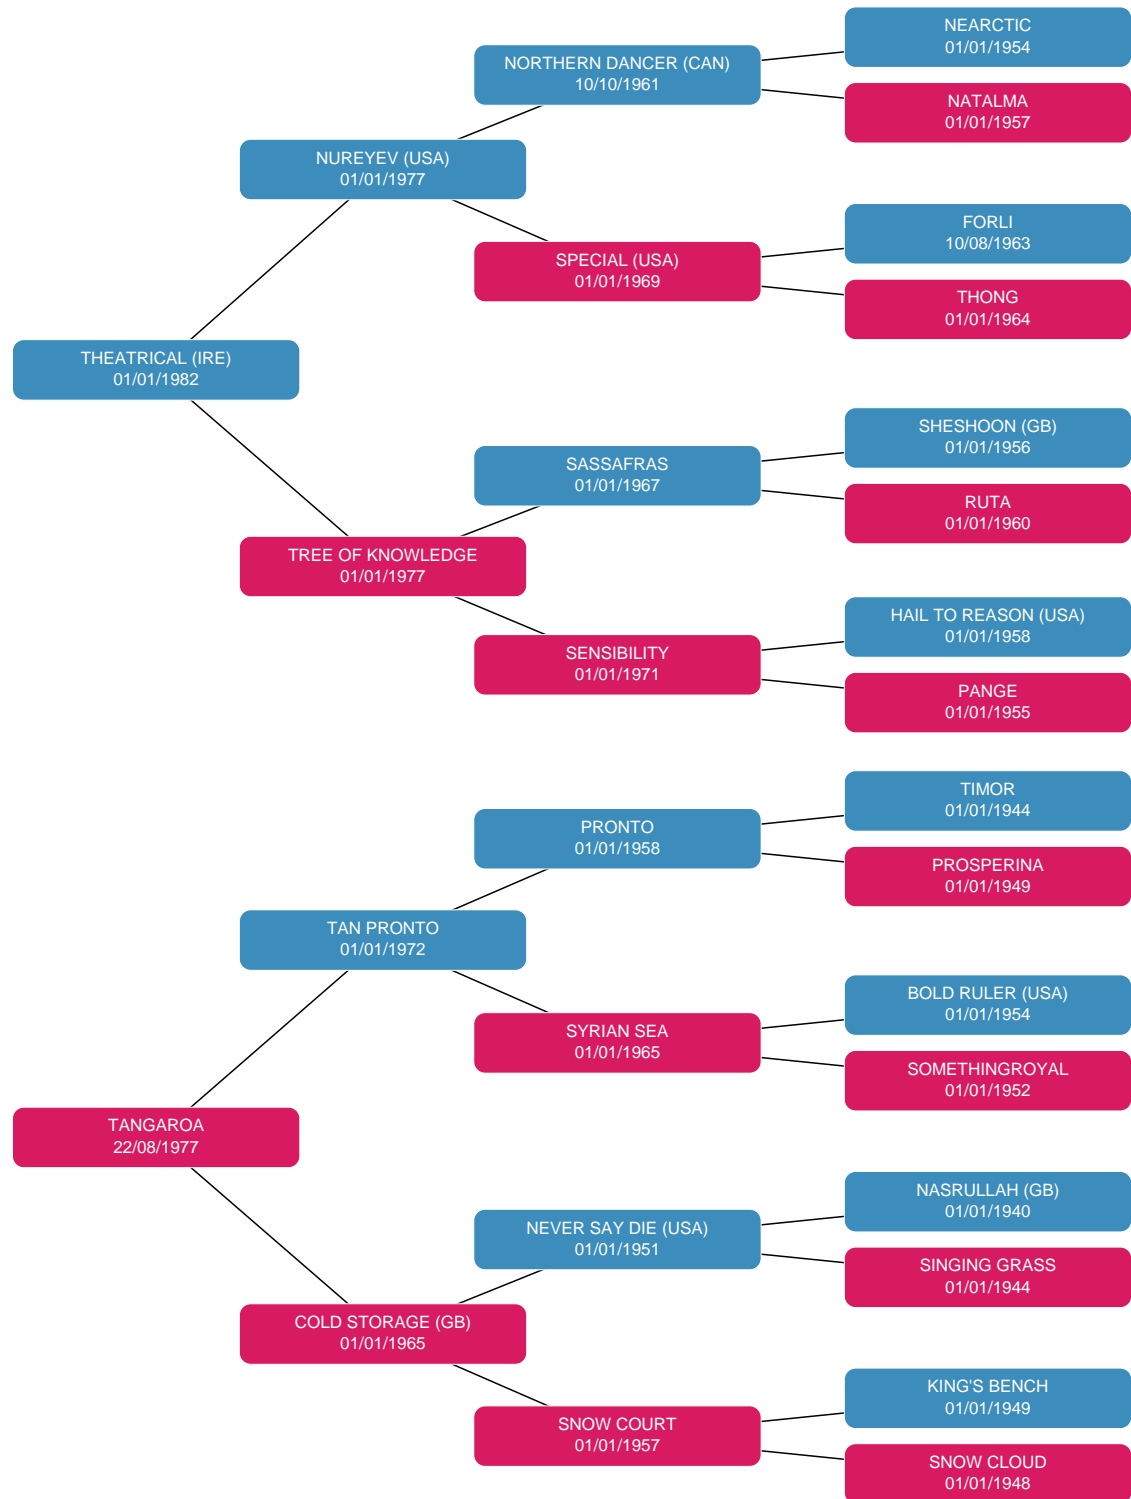 NEARCTIC
01/01/1954
NORTHERN DANCER (CAN)
10/10/1961
NATALMA
01/01/1957
NUREYEV (USA)
01/01/1977
FORLI
10/08/1963
SPECIAL (USA)
01/01/1969
THONG
01/01/1964
THEATRICAL (IRE)
01/01/1982
SHESHOON (GB)
01/01/1956
SASSAFRAS
01/01/1967
RUTA
01/01/1960
TREE OF KNOWLEDGE
01/01/1977
HAIL TO REASON (USA)
01/01/1958
SENSIBILITY
01/01/1971
PANGE
01/01/1955
TIMOR
01/01/1944
PRONTO
01/01/1958
PROSPERINA
01/01/1949
TAN PRONTO
01/01/1972
BOLD RULER (USA)
01/01/1954
SYRIAN SEA
01/01/1965
SOMETHINGROYAL
01/01/1952
TANGAROA
22/08/1977
NASRULLAH (GB)
01/01/1940
NEVER SAY DIE (USA)
01/01/1951
SINGING GRASS
01/01/1944
COLD STORAGE (GB)
01/01/1965
KING'S BENCH
01/01/1949
SNOW COURT
01/01/1957
SNOW CLOUD
01/01/1948